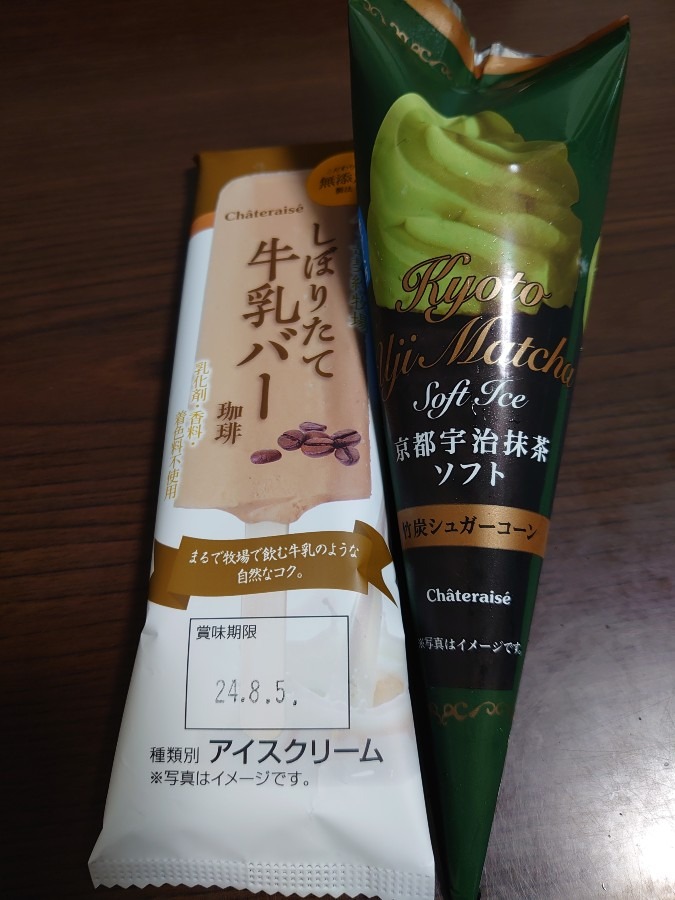 無添加
Châteraisé
しぼりたて
牛乳バー
珈琲
乳化剤・香料・
着色料不使用
まるで牧場で飲む牛乳のような
自然なコク。
賞味期限
24.8.5.
種類別 アイスクリーム
※写真はイメージです。
Kyoto
Uji Matcha
Soft Ice
京都宇治抹茶
ソフト
竹炭シュガーコーン
Châteraisé
※写真はイメージです。